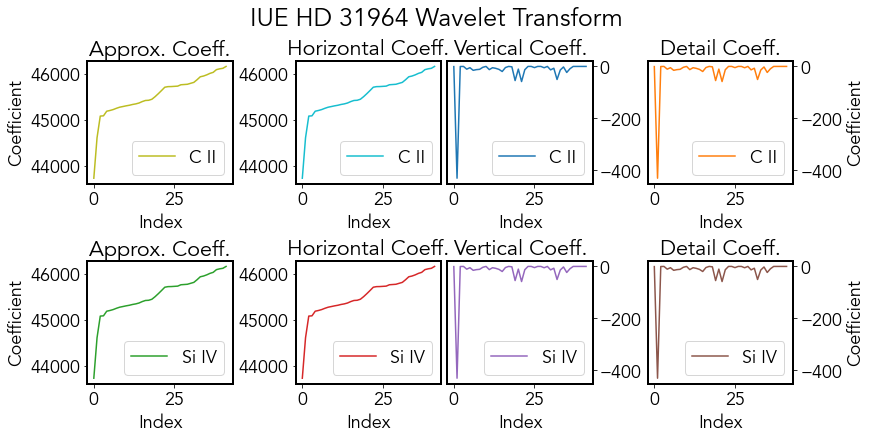 IUE HD 31964 Wavelet Transform
Approx. Coeff. Horizontal Coeff. Vertical Coeff. Detail Coeff.
46000 46000 0 0
45000 45000 −200 −200
44000 44000 −400 −400
Coefficient Coefficient
C II C II C II C II
0 25 0 25 0 25 0 25
Index Index Index Index
Approx. Coeff. Horizontal Coeff. Vertical Coeff. Detail Coeff.
46000 46000 0 0
45000 45000 −200 −200
44000 44000 −400 −400
Coefficient Coefficient
Si IV Si IV Si IV Si IV
0 25 0 25 0 25 0 25
Index Index Index Index